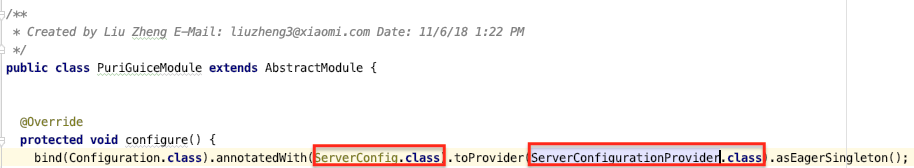 /**
* Created by Liu Zheng E-Mail: liuzheng3@xiaomi.com Date: 11/6/18 1:22 PM
*/
public class PuriGuiceModule extends AbstractModule {
@Override
protected void configure() {
bind(Configuration.class).annotatedWith(ServerConfig.class).toProvider(ServerConfigurationProvider.class).asEagerSingleton();